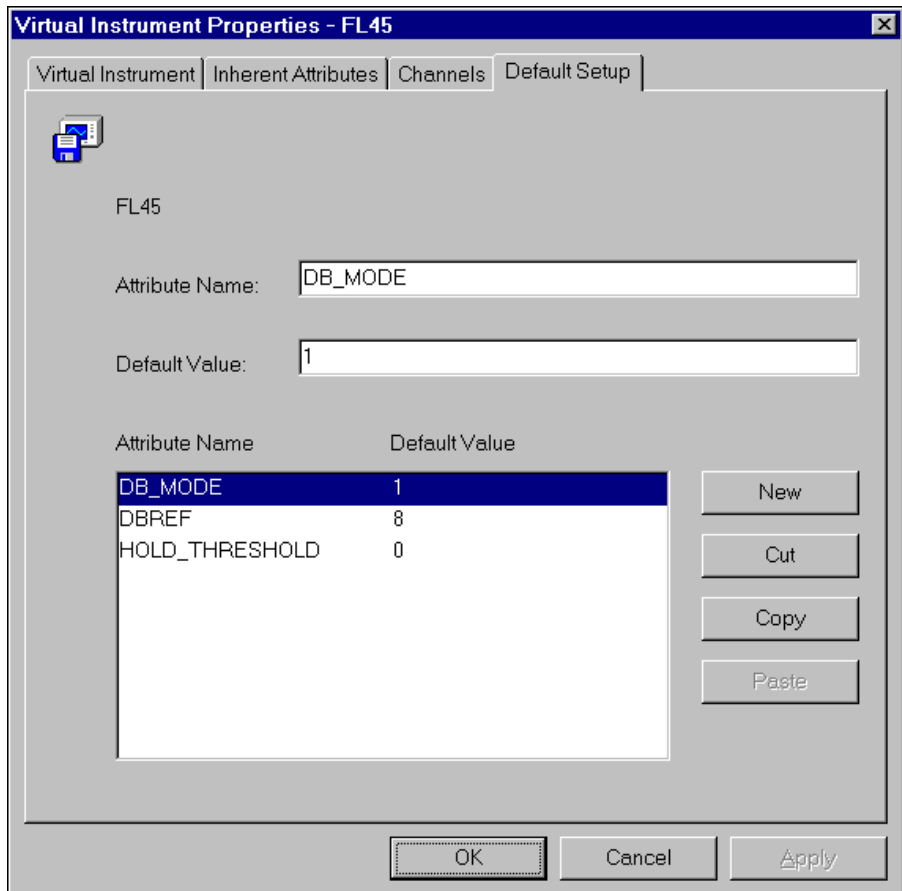 Virtual Instrument Properties - FL45
Virtual Instrument Inherent Attributes Channels Default Setup
FL45
Attribute Name: DB_MODE
Default Value: 1
Attribute Name Default Value
DB_MODE 1
DBREF 8
HOLD_THRESHOLD 0
New
Cut
Copy
Paste
OK Cancel Apply